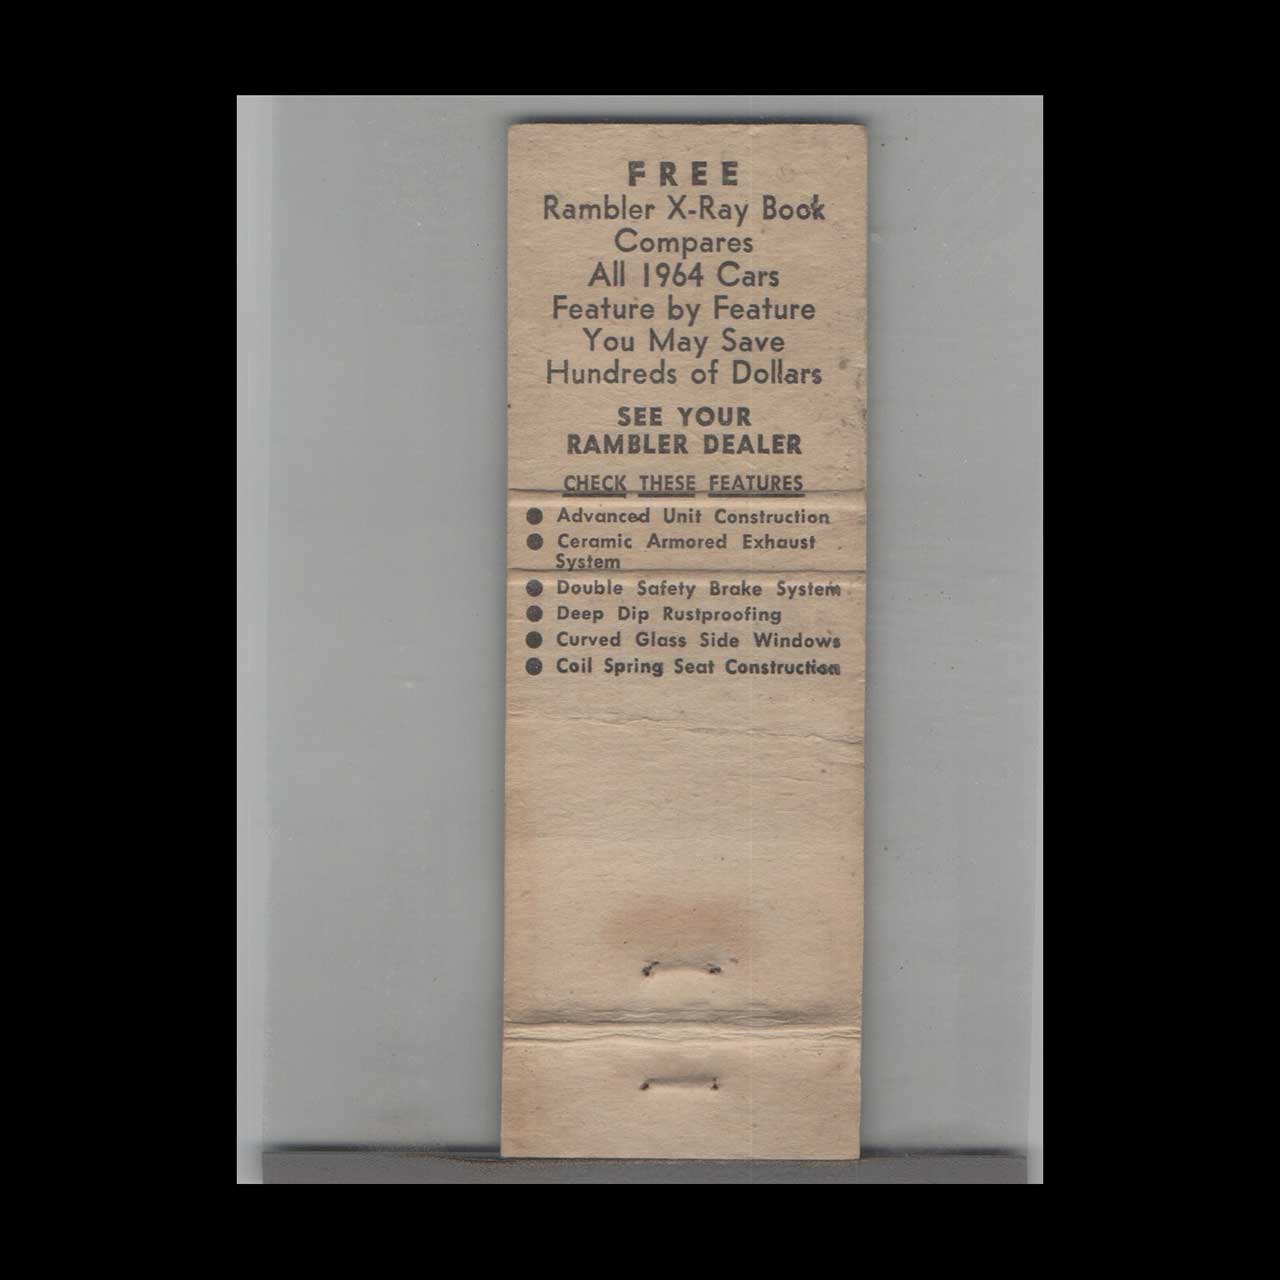 FREE
Rambler X-Ray Book
Compares
All 1964 Cars
Feature by Feature
You May Save
Hundreds of Dollars
SEE YOUR
RAMBLER DEALER
CHECK THESE FEATURES
● Advanced Unit Construction
● Ceramic Armored Exhaust
System
● Double Safety Brake System
● Deep Dip Rustproofing
● Curved Glass Side Windows
● Coil Spring Seat Construction